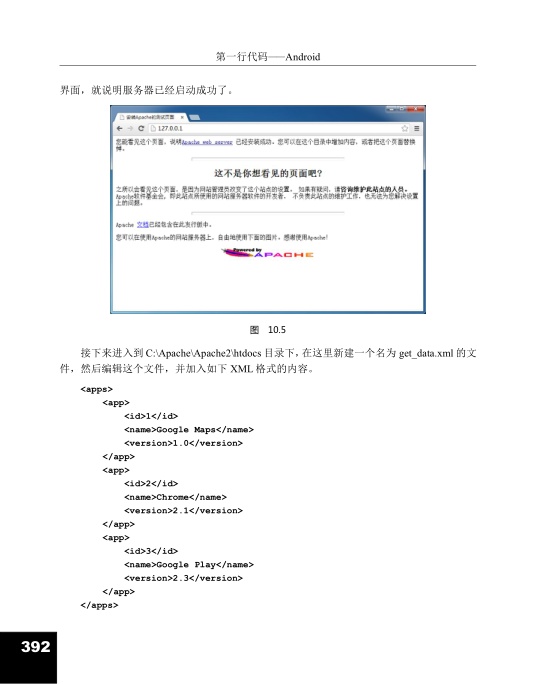 第一行代码——Android
界面，就说明服务器已经启动成功了。
安装Apache的测试页面
127.0.0.1
您能看见这个页面，说明Apache web server 已经安装成功。您可以在这个目录中增加内容，或者把这个页面替换
掉。
这不是你想看见的页面吧？
之所以会看见这个页面，是因为网站管理员改变了这个站点的设置。 如果有疑问，请咨询维护此站点的人员。
Apache软件基金会，即此站点所使用的网站服务器软件的开发者， 不负责此站点的维护工作，也无法为您解决设置
上的问题。
Apache 文档已经包含在此发行版中。
您可以在使用Apache的网站服务器上，自由地使用下面的图片。感谢使用Apache！
Powered by
APACHE
图 10.5
接下来进入到 C:\Apache\Apache2\htdocs 目录下，在这里新建一个名为 get_data.xml 的文
件，然后编辑这个文件，并加入如下 XML 格式的内容。
<apps>
<app>
<id>1</id>
<name>Google Maps</name>
<version>1.0</version>
</app>
<app>
<id>2</id>
<name>Chrome</name>
<version>2.1</version>
</app>
<app>
<id>3</id>
<name>Google Play</name>
<version>2.3</version>
</app>
</apps>
392